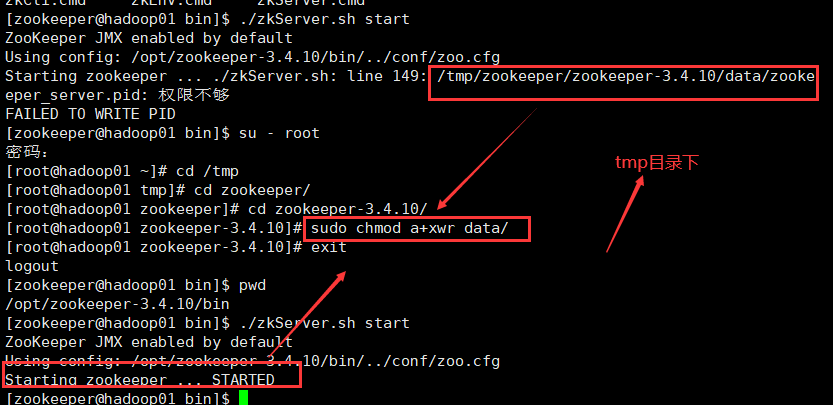 zkCli.cmd     zkEnv.cmd    zkServer.cmd
[zookeeper@hadoop01 bin]$ ./zkServer.sh start
ZooKeeper JMX enabled by default
Using config: /opt/zookeeper-3.4.10/bin/../conf/zoo.cfg
Starting zookeeper ... ./zkServer.sh: line 149: /tmp/zookeeper/zookeeper-3.4.10/data/zooke
eper_server.pid: 权限不够
FAILED TO WRITE PID
[zookeeper@hadoop01 bin]$ su - root
密码：
[root@hadoop01 ~]# cd /tmp
tmp目录下
[root@hadoop01 tmp]# cd zookeeper/
[root@hadoop01 zookeeper]# cd zookeeper-3.4.10/
[root@hadoop01 zookeeper-3.4.10]# sudo chmod a+xwr data/
[root@hadoop01 zookeeper-3.4.10]# exit
logout
[zookeeper@hadoop01 bin]$ pwd
/opt/zookeeper-3.4.10/bin
[zookeeper@hadoop01 bin]$ ./zkServer.sh start
ZooKeeper JMX enabled by default
Using config: /opt/zookeeper-3.4.10/bin/../conf/zoo.cfg
Starting zookeeper ... STARTED
[zookeeper@hadoop01 bin]$